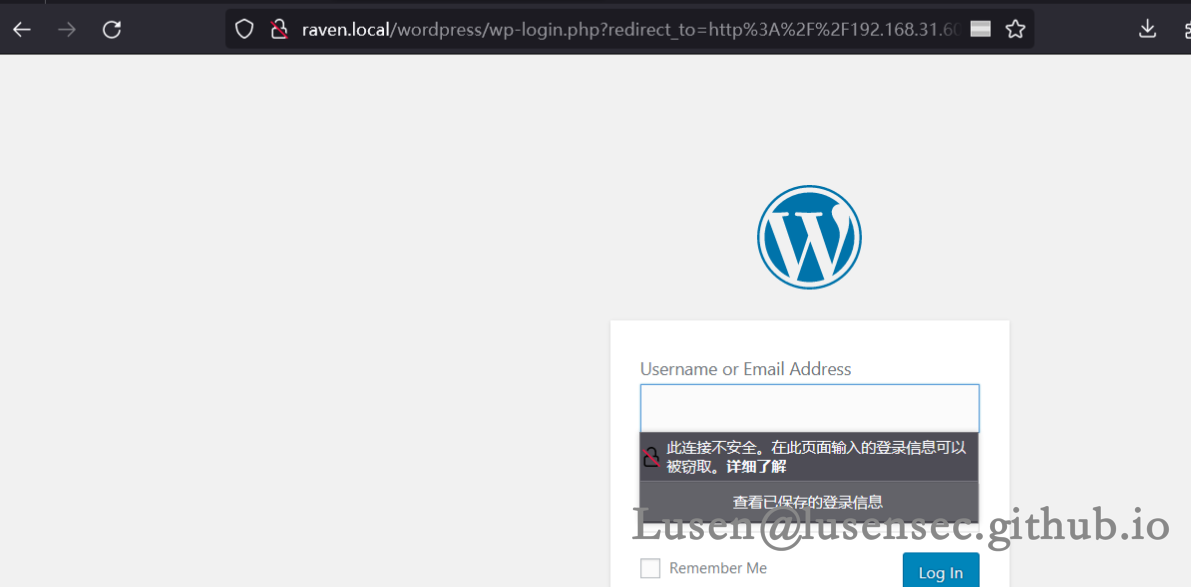 raven.local/wordpress/wp-login.php?redirect_to=http%3A%2F%2F192.168.31.60
Username or Email Address
此连接不安全。在此页面输入的登录信息可以
被窃取。详细了解
查看已保存的登录信息
Lusen@lusensec.github.io
Remember Me
Log In